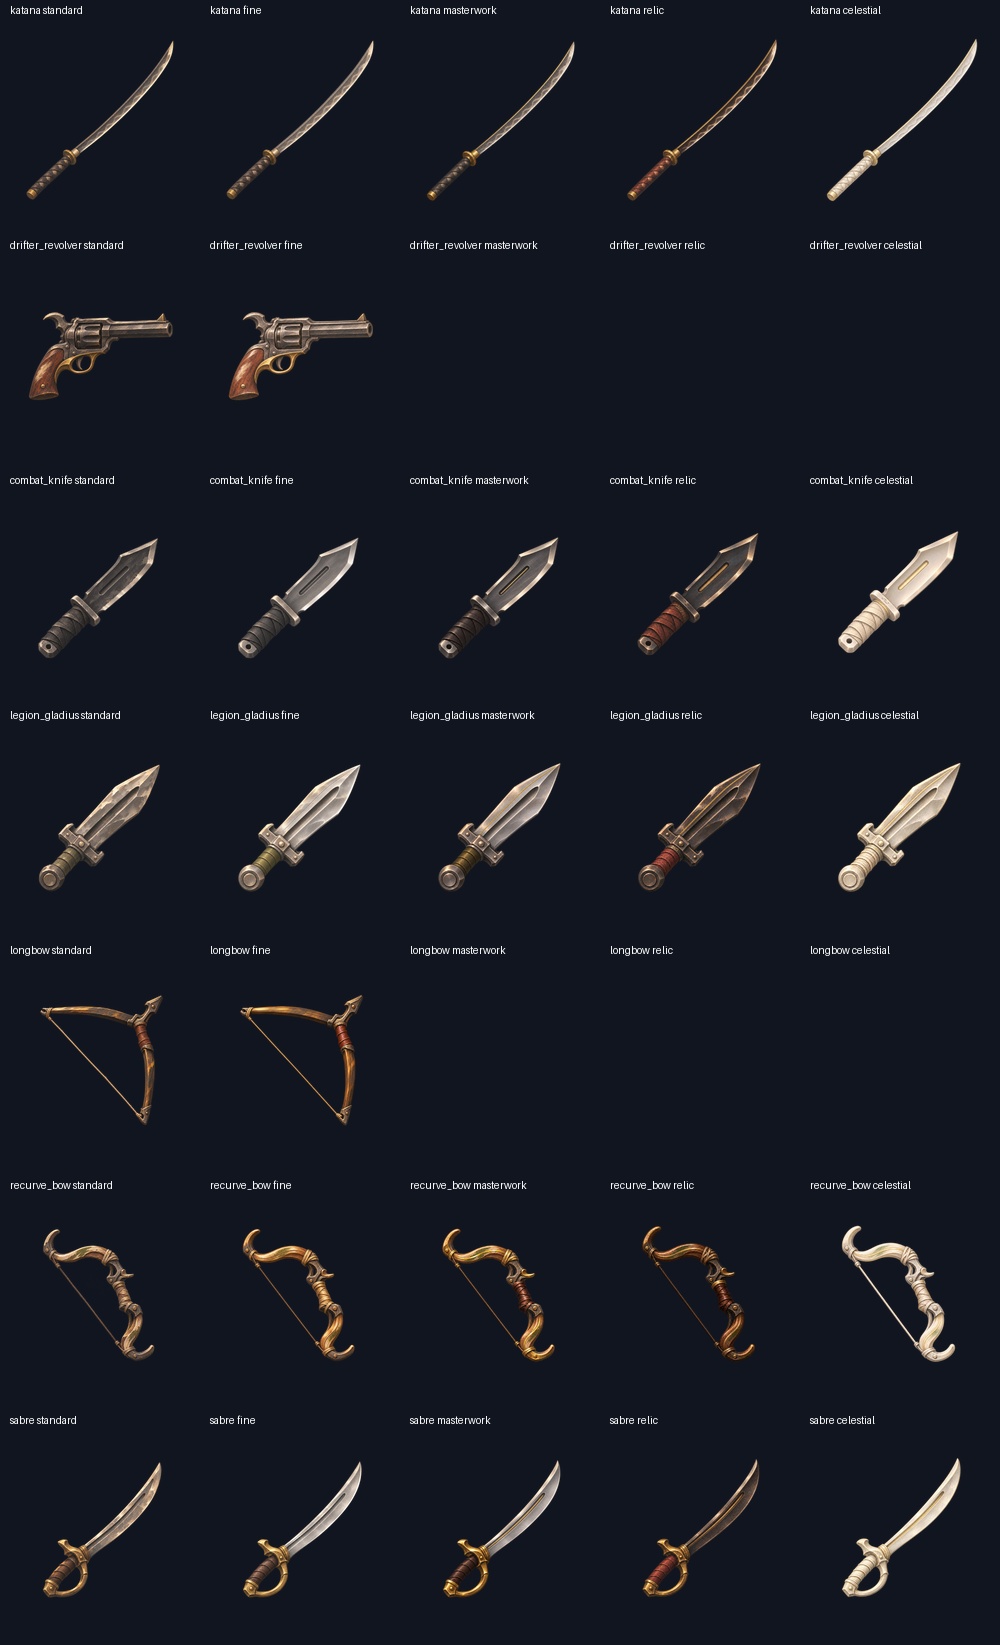 katana standard
katana fine
katana masterwork
katana relic
katana celestial
drifter_revolver standard
drifter_revolver fine
drifter_revolver masterwork
drifter_revolver relic
drifter_revolver celestial
combat_knife standard
combat_knife fine
combat_knife masterwork
combat_knife relic
combat_knife celestial
legion_gladius standard
legion_gladius fine
legion_gladius masterwork
legion_gladius relic
legion_gladius celestial
longbow standard
longbow fine
longbow masterwork
longbow relic
longbow celestial
recurve_bow standard
recurve_bow fine
recurve_bow masterwork
recurve_bow relic
recurve_bow celestial
sabre standard
sabre fine
sabre masterwork
sabre relic
sabre celestial